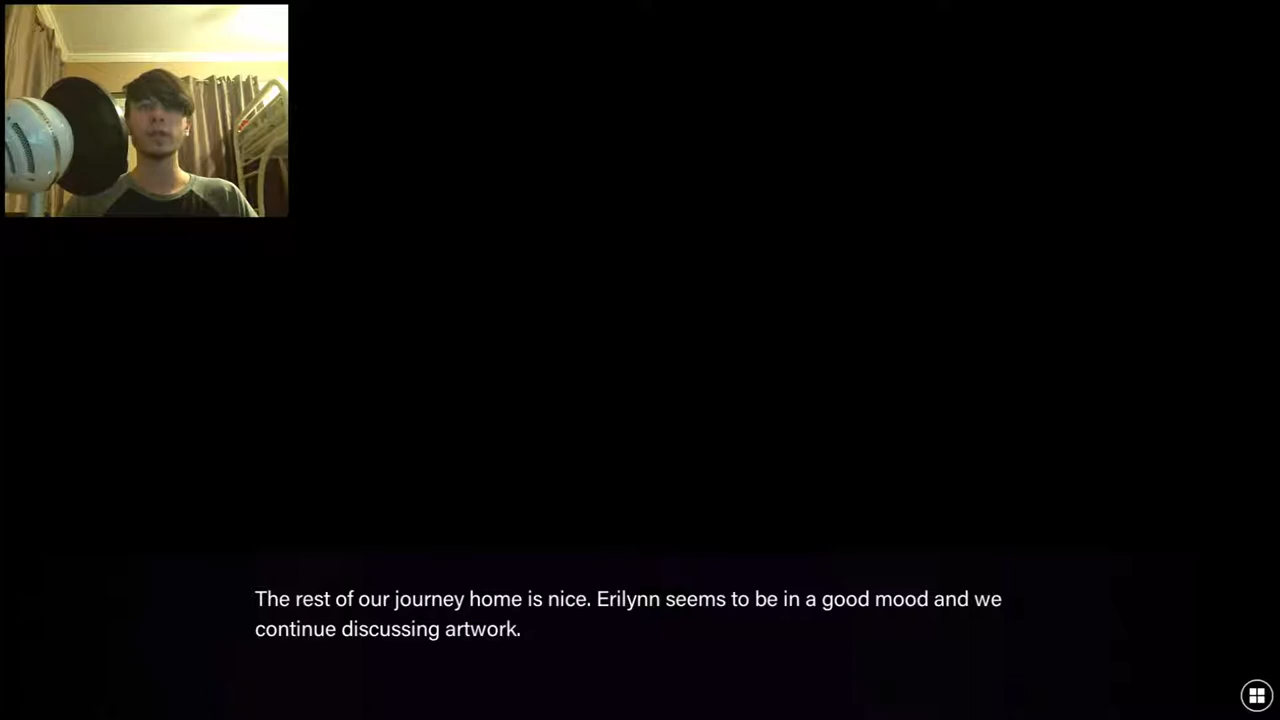 The rest of our journey home is nice. Erilynn seems to be in a good mood and we
continue discussing artwork.